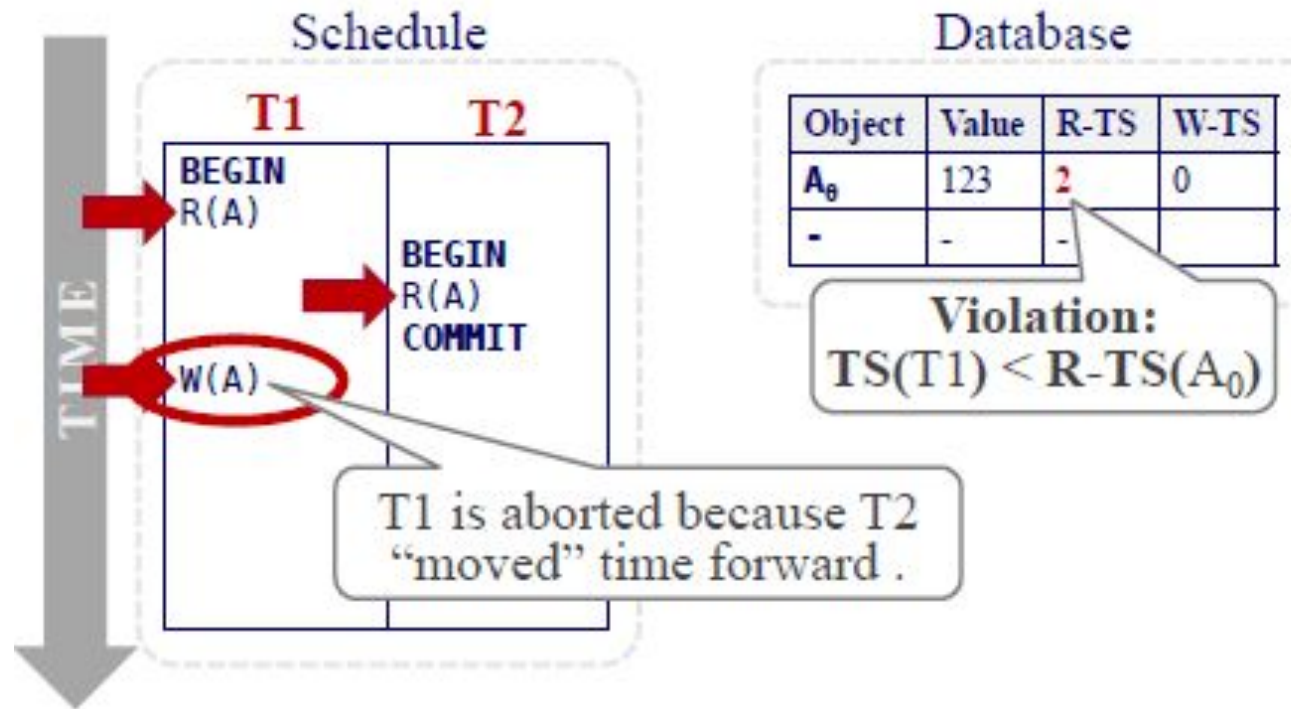 Schedule
Database
T1 T2
BEGIN
R(A)
BEGIN
R(A)
COMMIT
W(A)
TIME
Object Value R-TS W-TS
A₀ 123 2 0
- - -
Violation:
TS(T1) < R-TS(A₀)
T1 is aborted because T2
“moved” time forward .